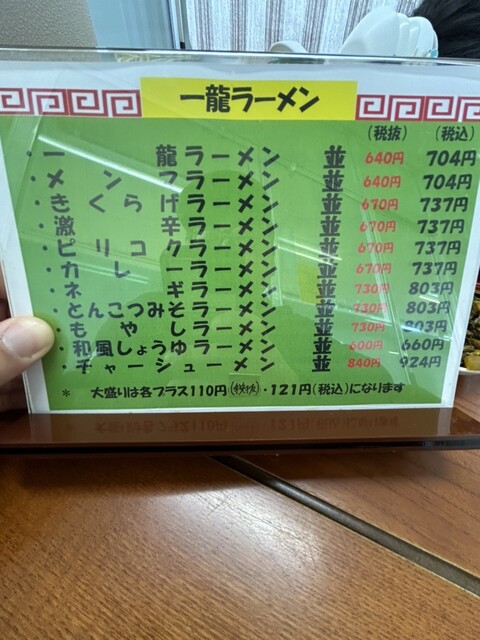 一龍ラーメン
(税抜) (税込)
・一龍ラーメン 並 640円 704円
・メンマラーメン 並 640円 704円
・きくらげラーメン 並 670円 737円
・激辛ラーメン 並 670円 737円
・ピリコクラーメン 並 670円 737円
・カレーラーメン 並 670円 737円
・ネギラーメン 並 730円 803円
・とんこつみそラーメン 並 730円 803円
・もやしラーメン 並 730円 803円
・和風しょうゆラーメン 並 600円 660円
・チャーシューメン 並 840円 924円
* 大盛りは各プラス110円(税抜)・121円(税込)になります